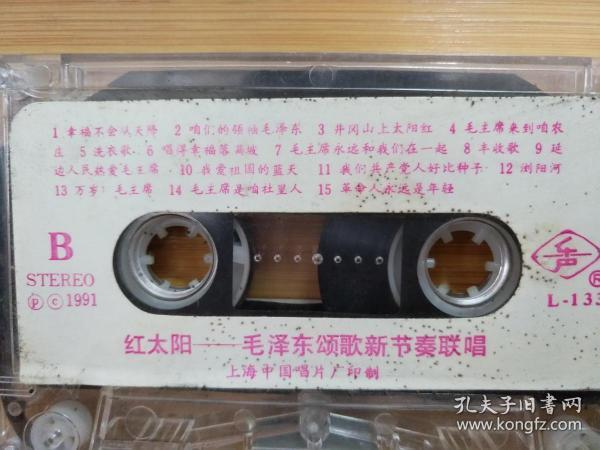 1 幸福不会从天降 2 咱们的领袖毛泽东 3 井冈山上太阳红 4 毛主席来到咱农
庄 5 洗衣歌 6 唱得幸福落满坡 7 毛主席永远和我们在一起 8 丰收歌 9 延
边人民热爱毛主席 10 我爱祖国的蓝天 11 我们共产党人好比种子 12 浏阳河
13 万岁!毛主席 14 毛主席是咱社里人 15 革命人永远是年轻
B
STEREO
Ⓟ Ⓒ 1991
®
L-133
红太阳——毛泽东颂歌新节奏联唱
上海中国唱片厂印制
孔夫子旧书网
www.kongfz.com